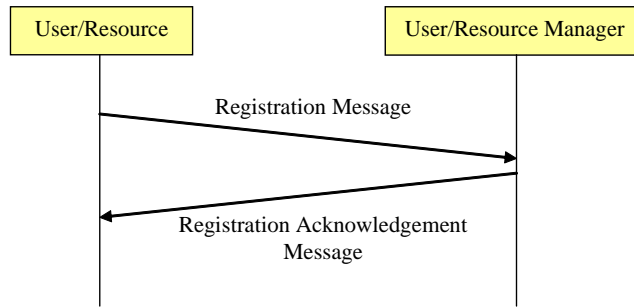 User/Resource
User/Resource Manager
Registration Message
Registration Acknowledgement
Message